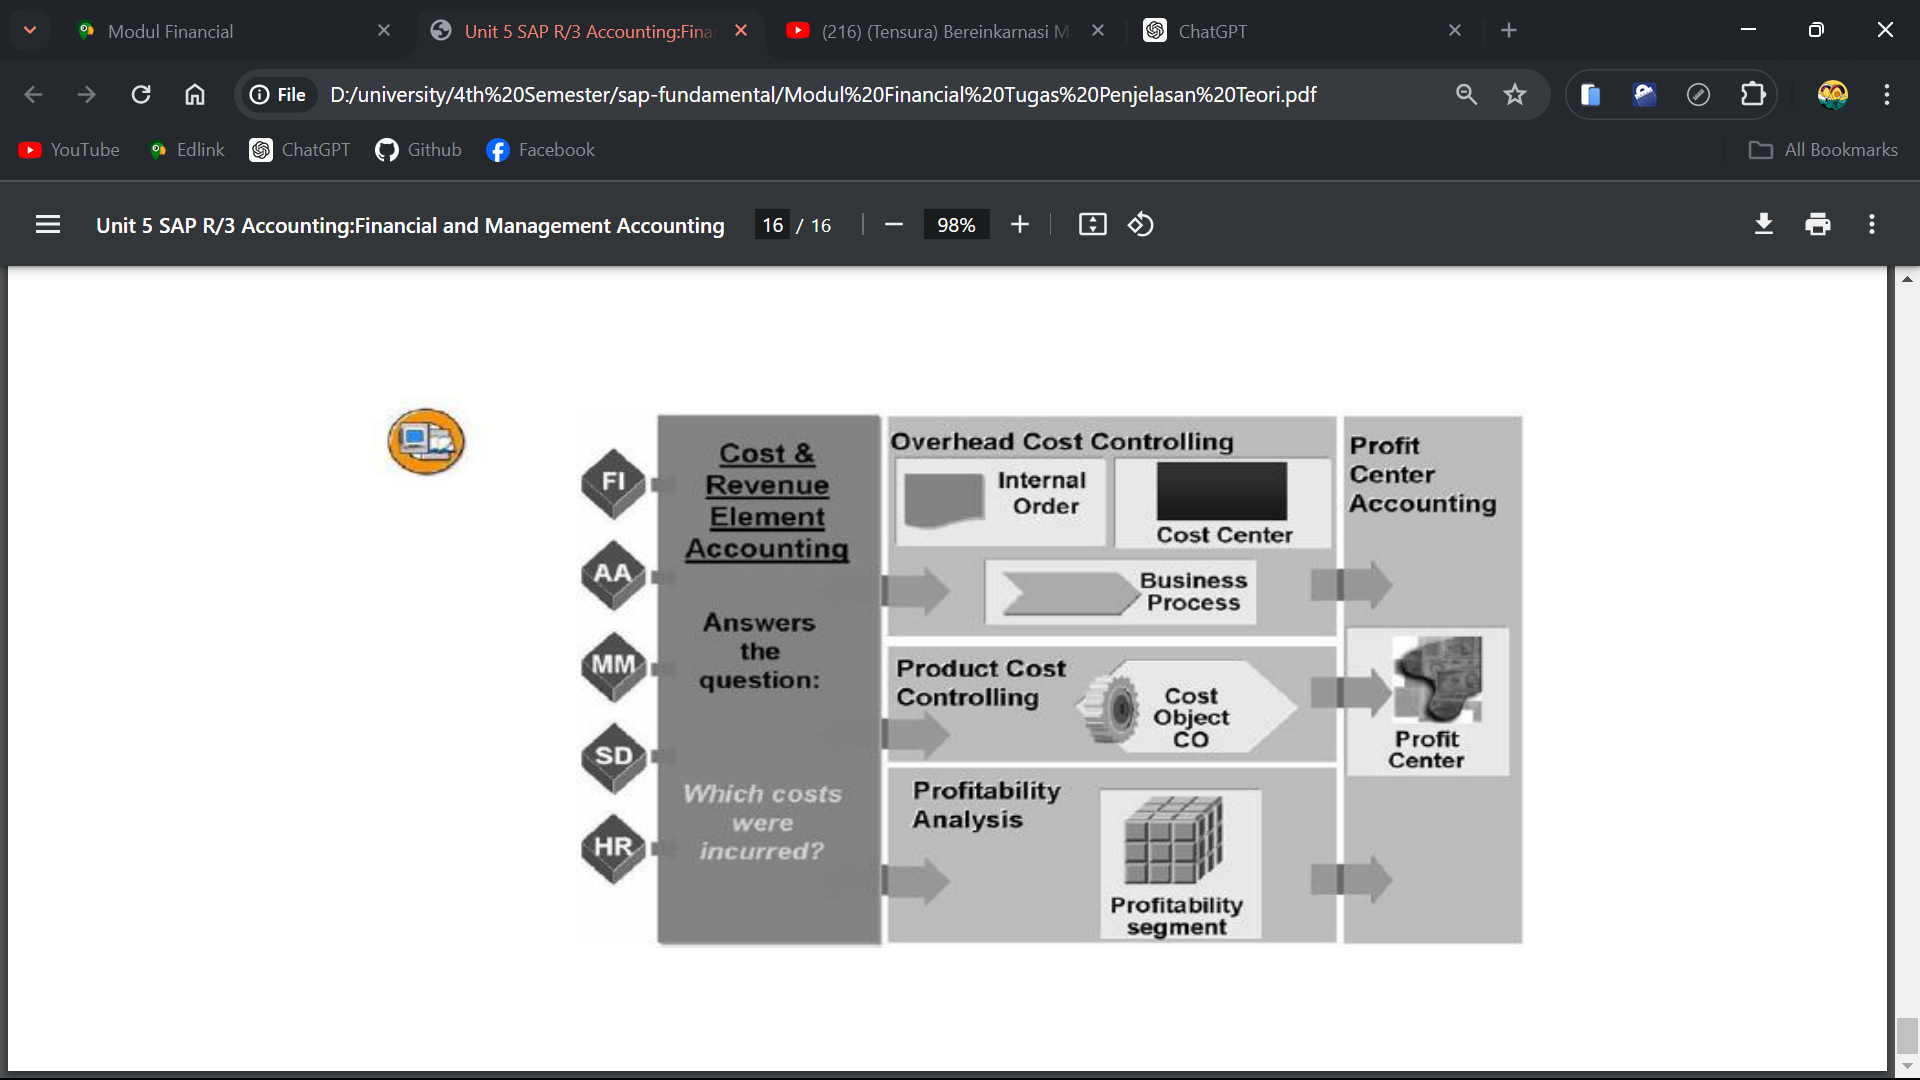 Modul Financial
Unit 5 SAP R/3 Accounting:Fina
(216) (Tensura) Bereinkarnasi M
ChatGPT
File
D:/university/4th%20Semester/sap-fundamental/Modul%20Financial%20Tugas%20Penjelasan%20Teori.pdf
YouTube
Edlink
ChatGPT
Github
Facebook
All Bookmarks
Unit 5 SAP R/3 Accounting:Financial and Management Accounting
16 / 16
98%
FI
AA
MM
SD
HR
Cost &
Revenue
Element
Accounting
Answers
the
question:
Which costs
were
incurred?
Overhead Cost Controlling
Internal
Order
Cost Center
Business
Process
Product Cost
Controlling
Cost
Object
CO
Profitability
Analysis
Profitability
segment
Profit
Center
Accounting
Profit
Center